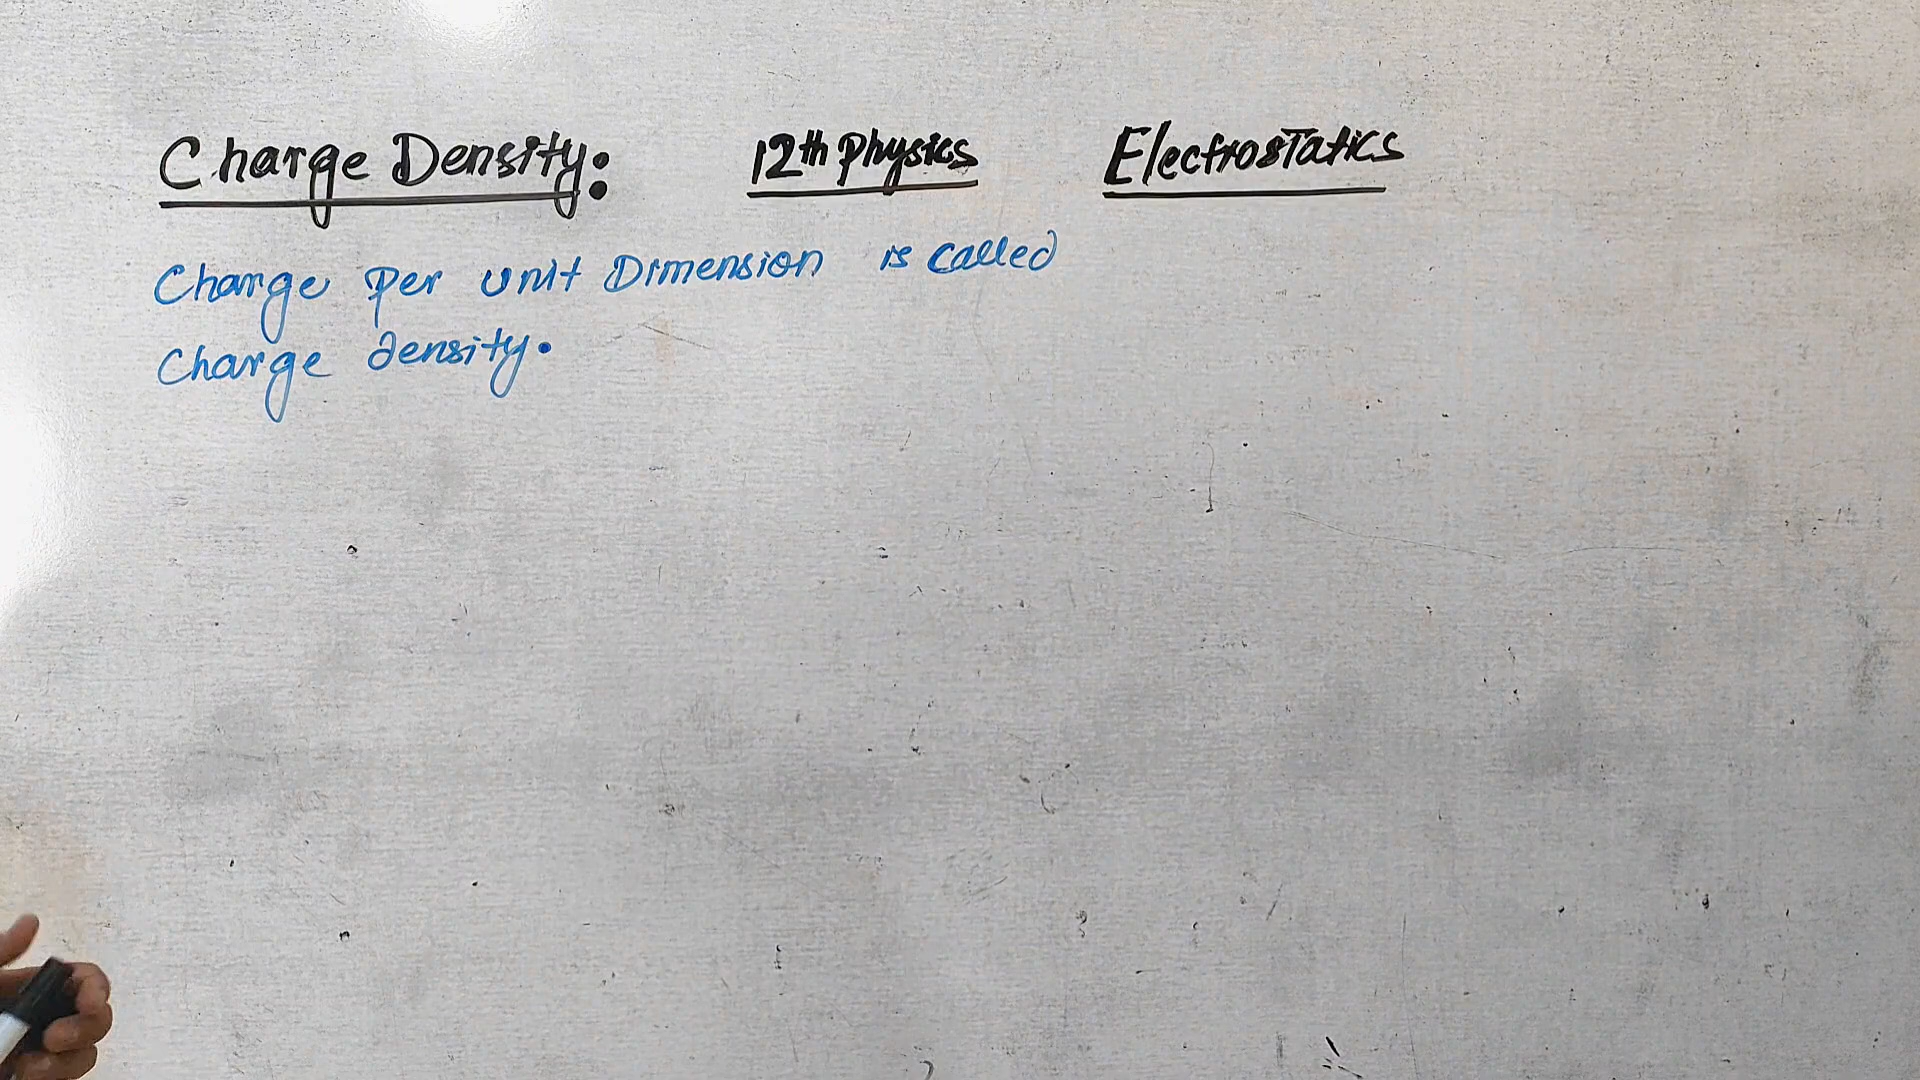 Charge Density: 12th Physics Electrostatics
Charge Per unit Dimension is called
Charge density.